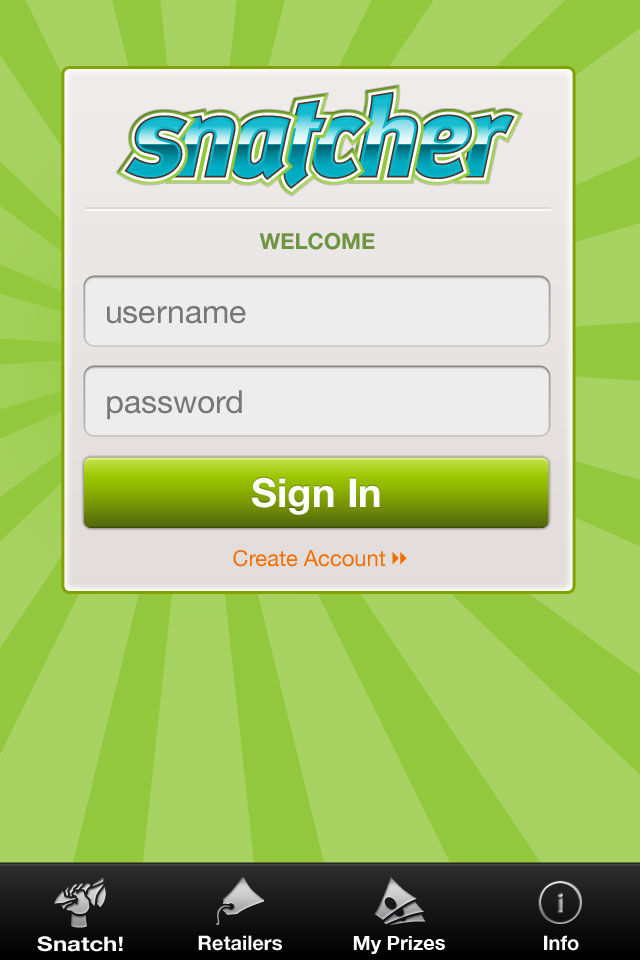 snatcher
WELCOME
username
password
Sign In
Create Account
Snatch! Retailers My Prizes Info